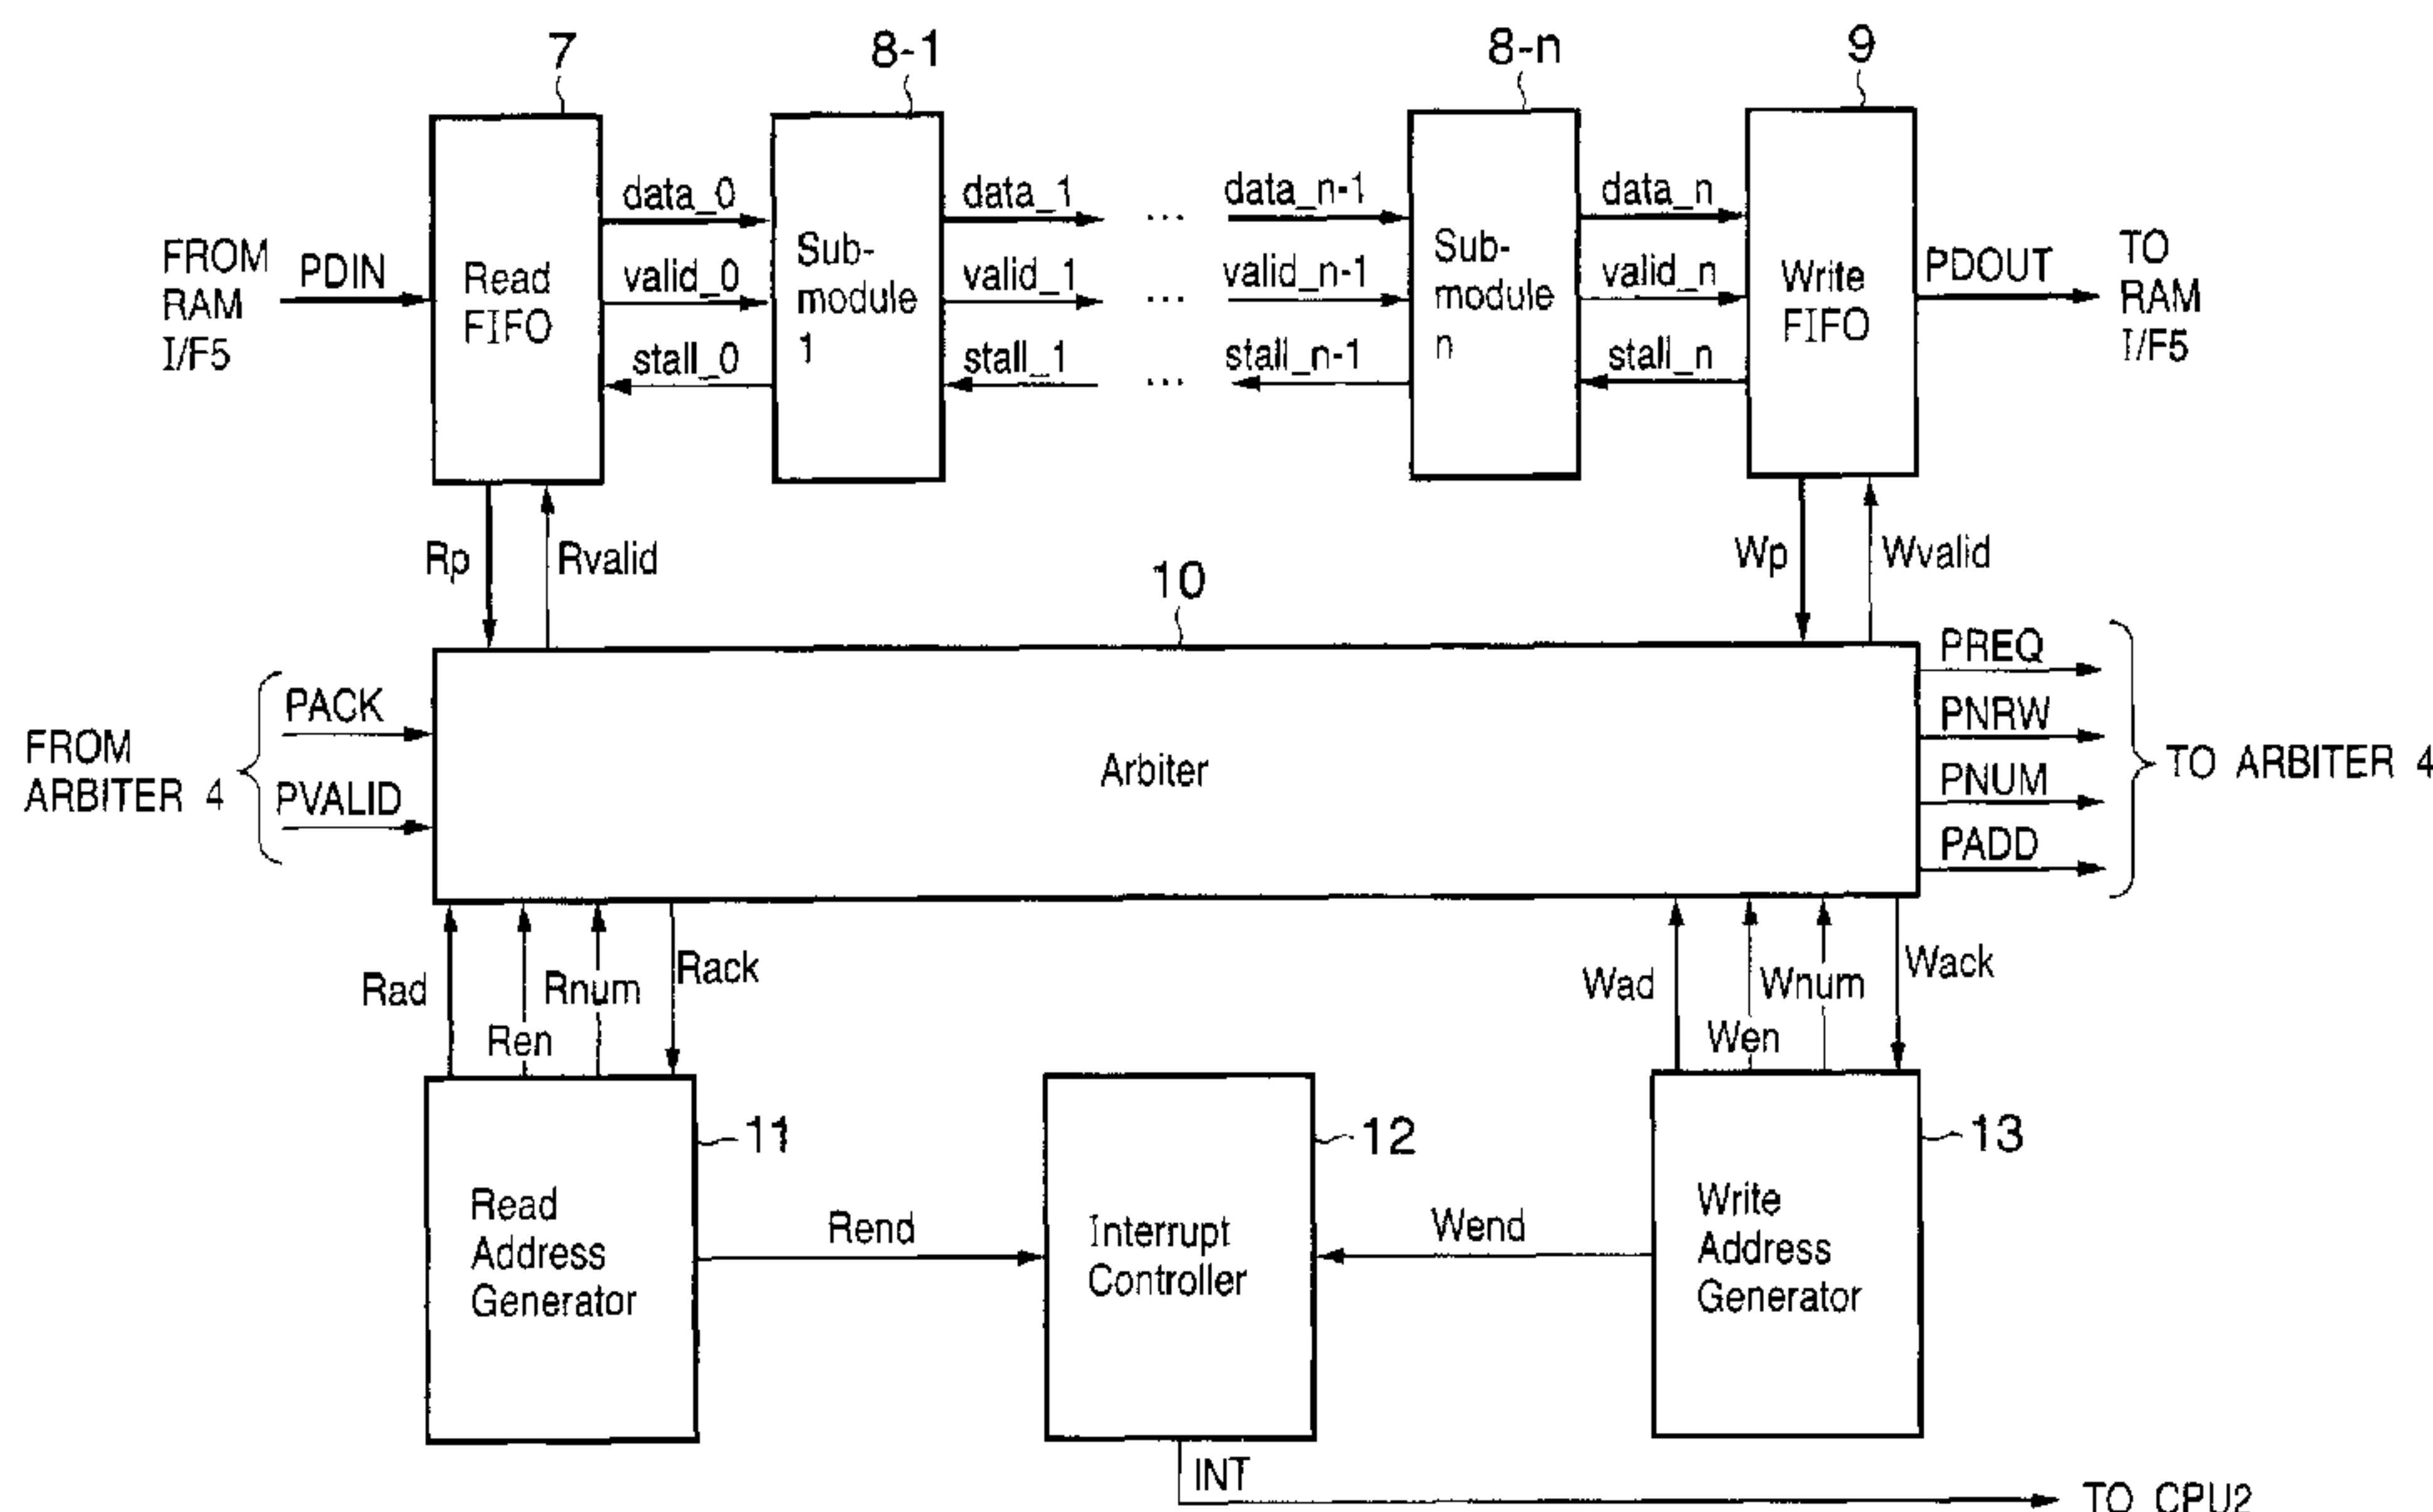 7
8-1
8-n
9
data_0
data_1
...
data_n-1
data_n
FROM
RAM
I/F5
PDIN
Read
FIFO
valid_0
Sub-
module
1
valid_1
...
valid_n-1
Sub-
module
n
valid_n
Write
FIFO
PDOUT
TO
RAM
I/F5
stall_0
stall_1
...
stall_n-1
stall_n
Rp
Rvalid
10
Wp
Wvalid
FROM
ARBITER 4
PACK
PVALID
Arbiter
PREQ
PNRW
PNUM
PADD
TO ARBITER 4
Rad
Ren
Rnum
Rack
Wad
Wen
Wnum
Wack
11
12
13
Read
Address
Generator
Rend
Interrupt
Controller
Wend
Write
Address
Generator
INT
TO CPU2